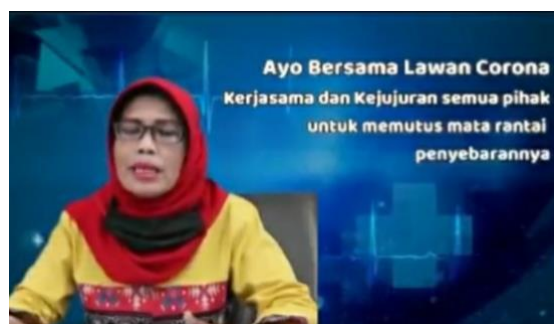 Ayo Bersama Lawan Corona
Kerjasama dan Kejujuran semua pihak
untuk memutus mata rantai
penyebarannya